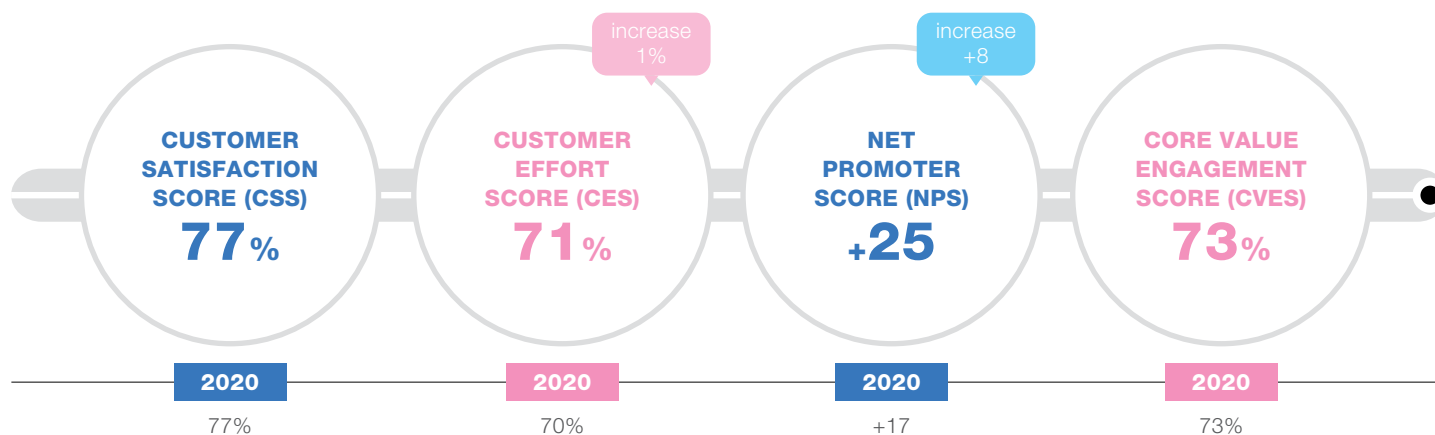 increase
1%
increase
+8
CUSTOMER
SATISFACTION
SCORE (CSS)
77%
CUSTOMER
EFFORT
SCORE (CES)
71%
NET
PROMOTER
SCORE (NPS)
+25
CORE VALUE
ENGAGEMENT
SCORE (CVES)
73%
2020
77%
2020
70%
2020
+17
2020
73%